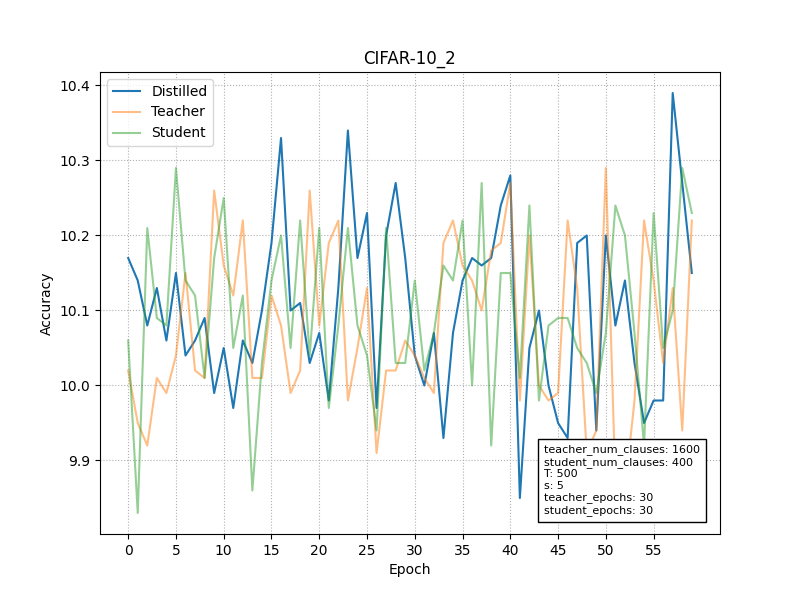 CIFAR-10_2
Distilled
Teacher
Student
Accuracy
10.4
10.3
10.2
10.1
10.0
9.9
teacher_num_clauses: 1600
student_num_clauses: 400
T: 500
s: 5
teacher_epochs: 30
student_epochs: 30
0 5 10 15 20 25 30 35 40 45 50 55
Epoch